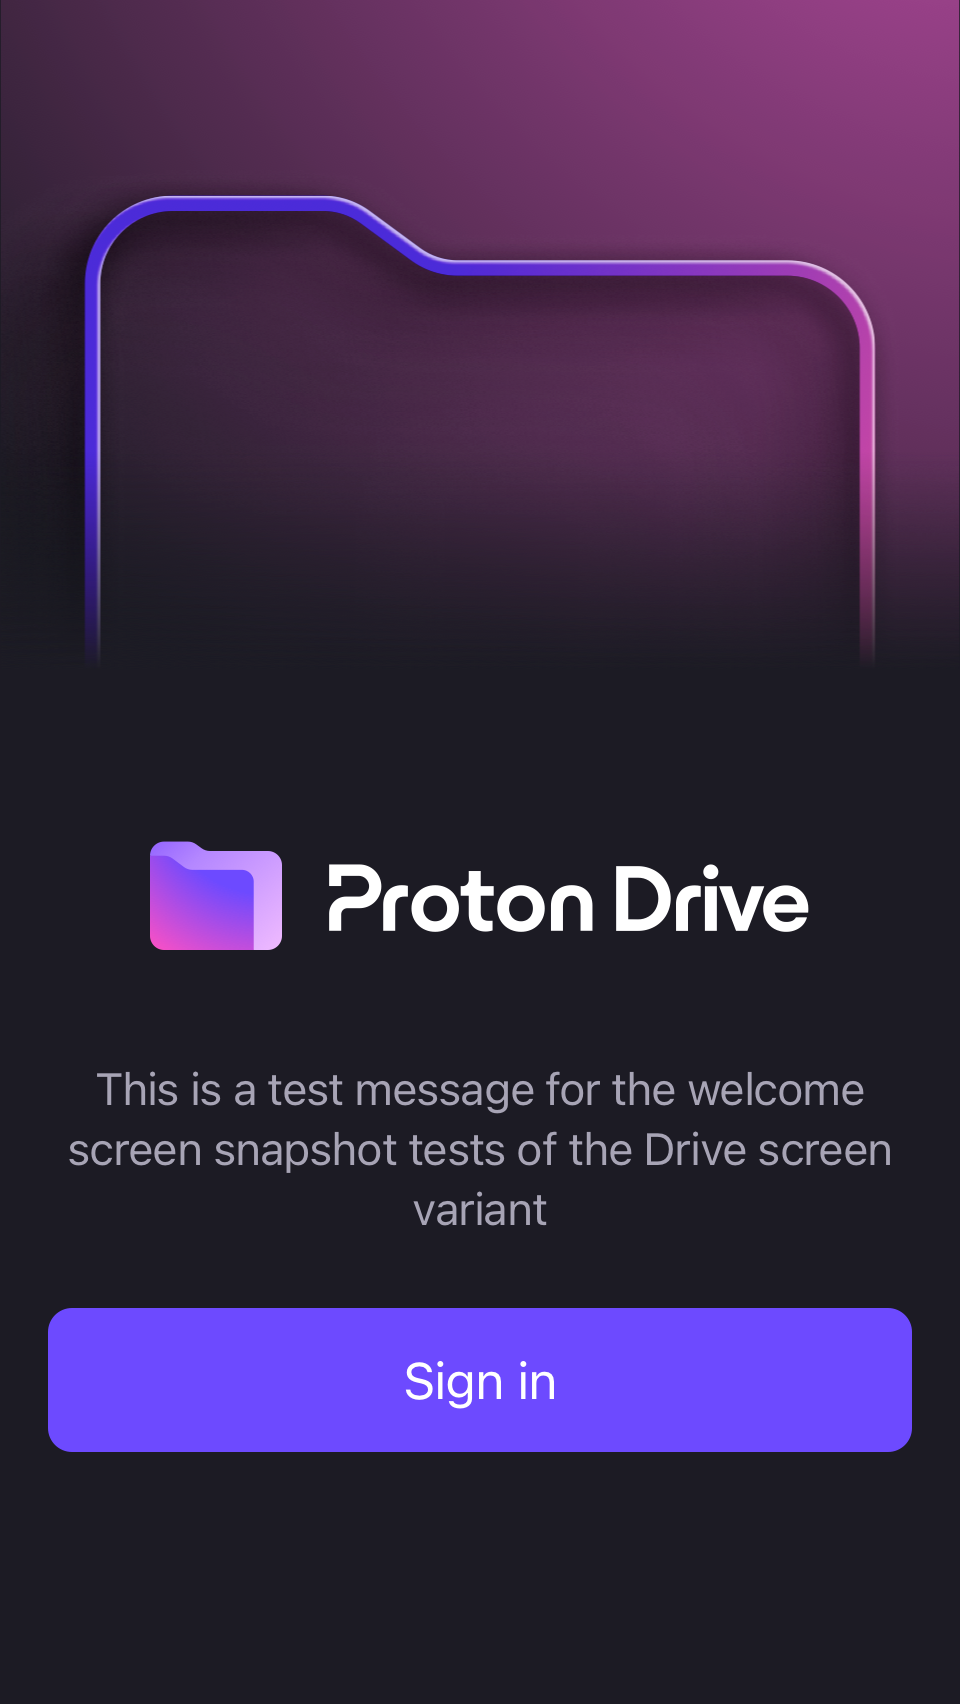 Proton Drive
This is a test message for the welcome
screen snapshot tests of the Drive screen
variant
Sign in